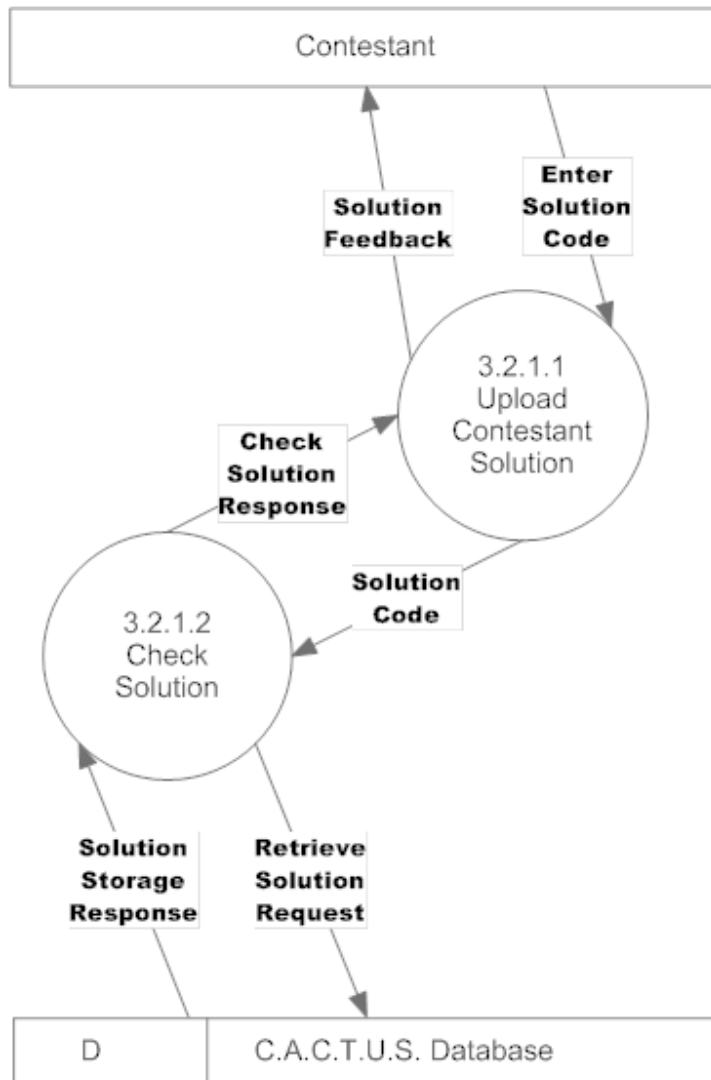 Contestant
Solution
Feedback
Enter
Solution
Code
3.2.1.1
Upload
Contestant
Solution
Check
Solution
Response
Solution
Code
3.2.1.2
Check
Solution
Solution
Storage
Response
Retrieve
Solution
Request
D
C.A.C.T.U.S. Database